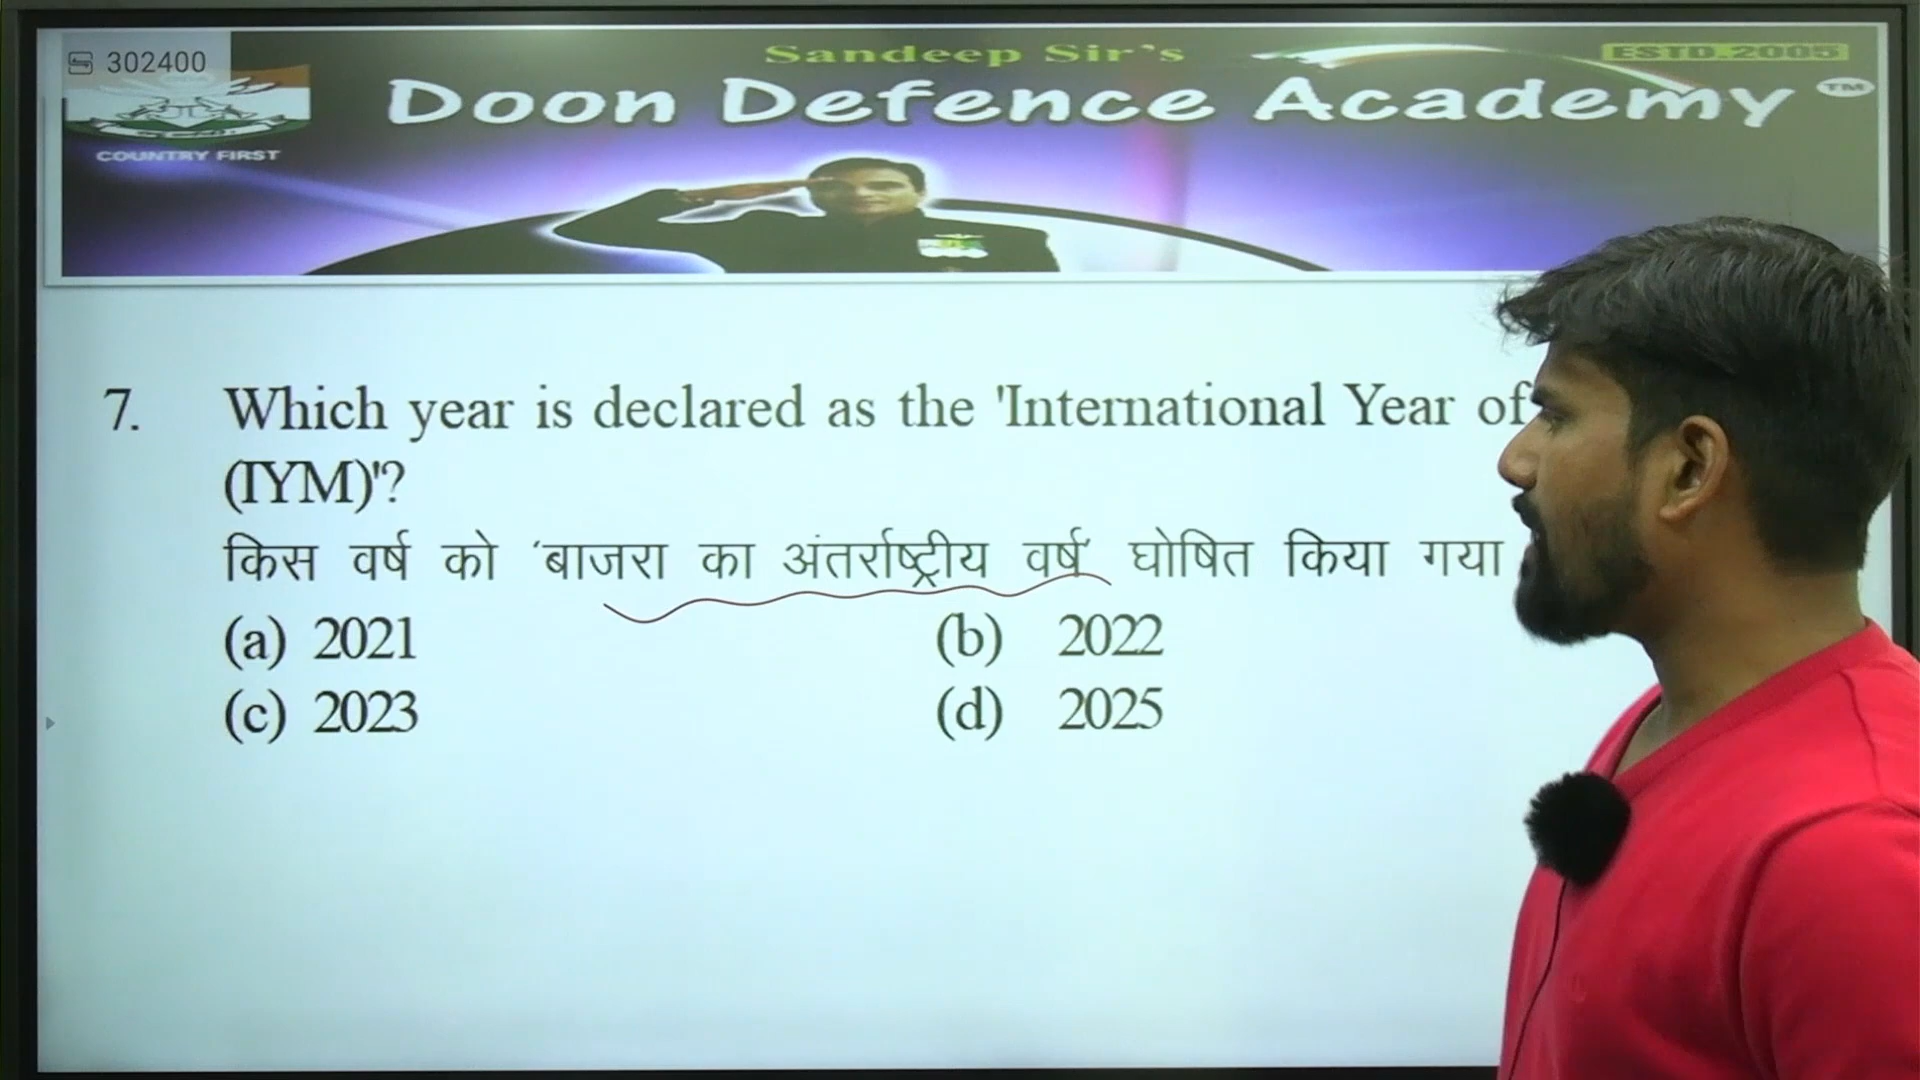 302400
Sandeep Sir's
ESTD.2005
Doon Defence Academy
TM
COUNTRY FIRST
7. Which year is declared as the 'International Year of
(IYM)'?
किस वर्ष को 'बाजरा का अंतर्राष्ट्रीय वर्ष' घोषित किया गया
(a) 2021 (b) 2022
(c) 2023 (d) 2025